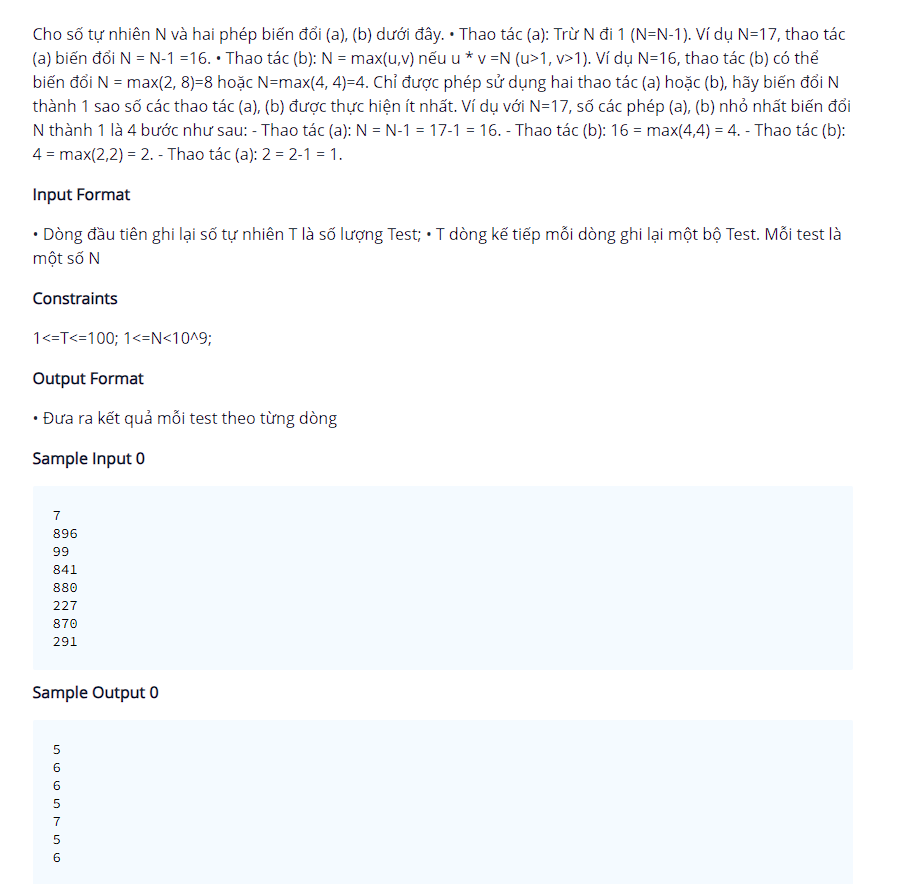 Cho số tự nhiên N và hai phép biến đổi (a), (b) dưới đây. • Thao tác (a): Trừ N đi 1 (N=N-1). Ví dụ N=17, thao tác
(a) biến đổi N = N-1 =16. • Thao tác (b): N = max(u,v) nếu u * v =N (u>1, v>1). Ví dụ N=16, thao tác (b) có thể
biến đổi N = max(2, 8)=8 hoặc N=max(4, 4)=4. Chỉ được phép sử dụng hai thao tác (a) hoặc (b), hãy biến đổi N
thành 1 sao số các thao tác (a), (b) được thực hiện ít nhất. Ví dụ với N=17, số các phép (a), (b) nhỏ nhất biến đổi
N thành 1 là 4 bước như sau: - Thao tác (a): N = N-1 = 17-1 = 16. - Thao tác (b): 16 = max(4,4) = 4. - Thao tác (b):
4 = max(2,2) = 2. - Thao tác (a): 2 = 2-1 = 1.
Input Format
• Dòng đầu tiên ghi lại số tự nhiên T là số lượng Test; • T dòng kế tiếp mỗi dòng ghi lại một bộ Test. Mỗi test là
một số N
Constraints
1<=T<=100; 1<=N<10^9;
Output Format
• Đưa ra kết quả mỗi test theo từng dòng
Sample Input 0
7
896
99
841
880
227
870
291
Sample Output 0
5
6
6
5
7
5
6